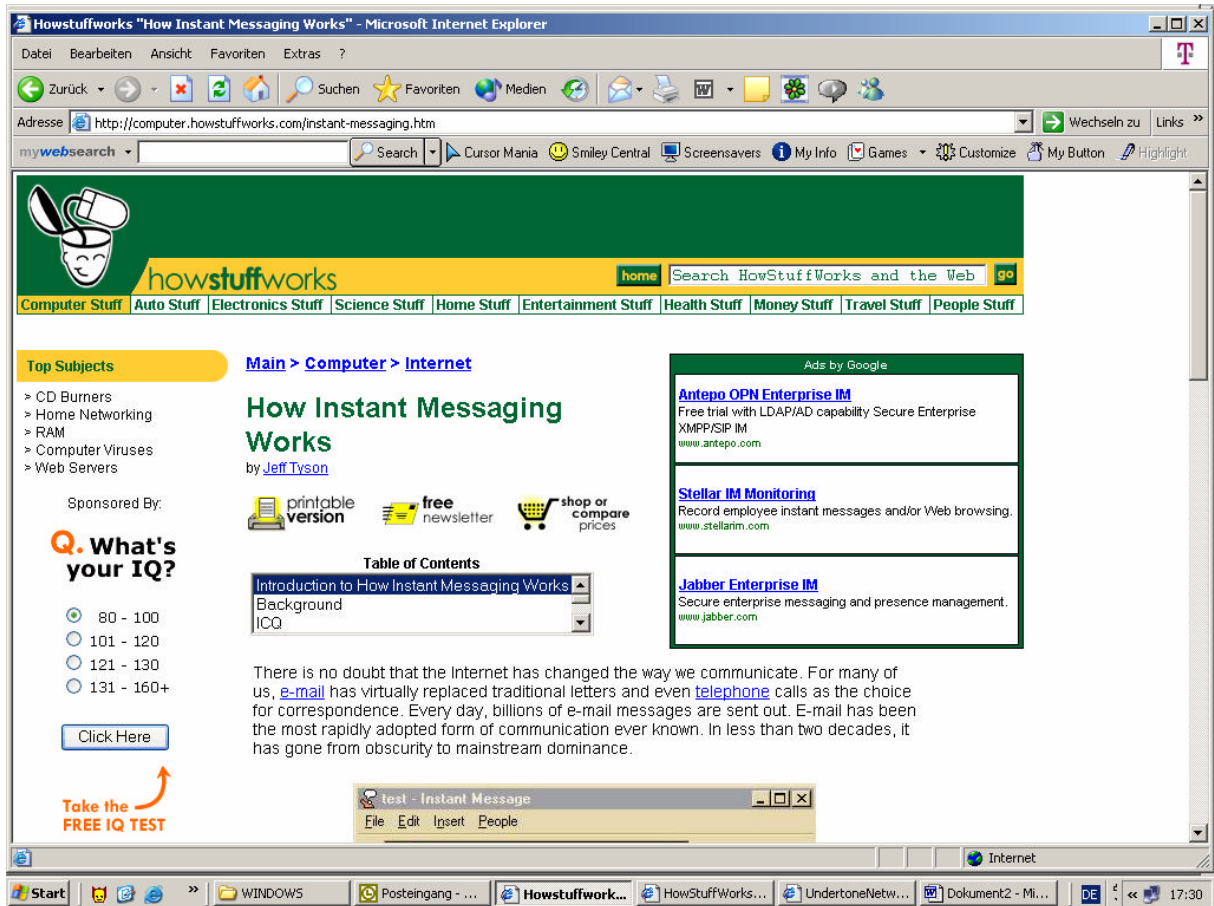 Howstuffworks "How Instant Messaging Works" - Microsoft Internet Explorer
Datei Bearbeiten Ansicht Favoriten Extras ?
Zurück Suchen Favoriten Medien
Adresse http://computer.howstuffworks.com/instant-messaging.htm Wechseln zu Links »
mywebsearch Search Cursor Mania Smiley Central Screensavers My Info Games Customize My Button Highlight
howstuffworks home Search HowStuffWorks and the Web go
Computer Stuff Auto Stuff Electronics Stuff Science Stuff Home Stuff Entertainment Stuff Health Stuff Money Stuff Travel Stuff People Stuff
Top Subjects
> CD Burners
> Home Networking
> RAM
> Computer Viruses
> Web Servers
Sponsored By:
Q. What's
your IQ?
80 - 100
101 - 120
121 - 130
131 - 160+
Click Here
Take the
FREE IQ TEST
Main > Computer > Internet
How Instant Messaging
Works
by Jeff Tyson
printable
version
free
newsletter
shop or
compare
prices
Table of Contents
Introduction to How Instant Messaging Works
Background
ICQ
Ads by Google
Antepo OPN Enterprise IM
Free trial with LDAP/AD capability Secure Enterprise
XMPP/SIP IM
www.antepo.com
Stellar IM Monitoring
Record employee instant messages and/or Web browsing.
www.stellarim.com
Jabber Enterprise IM
Secure enterprise messaging and presence management.
www.jabber.com
There is no doubt that the Internet has changed the way we communicate. For many of
us, e-mail has virtually replaced traditional letters and even telephone calls as the choice
for correspondence. Every day, billions of e-mail messages are sent out. E-mail has been
the most rapidly adopted form of communication ever known. In less than two decades, it
has gone from obscurity to mainstream dominance.
test - Instant Message
File Edit Insert People
Internet
Start » WINDOWS Posteingang - ... Howstuffwork... HowStuffWorks... UndertoneNetw... Dokument2 - Mi... DE « 17:30